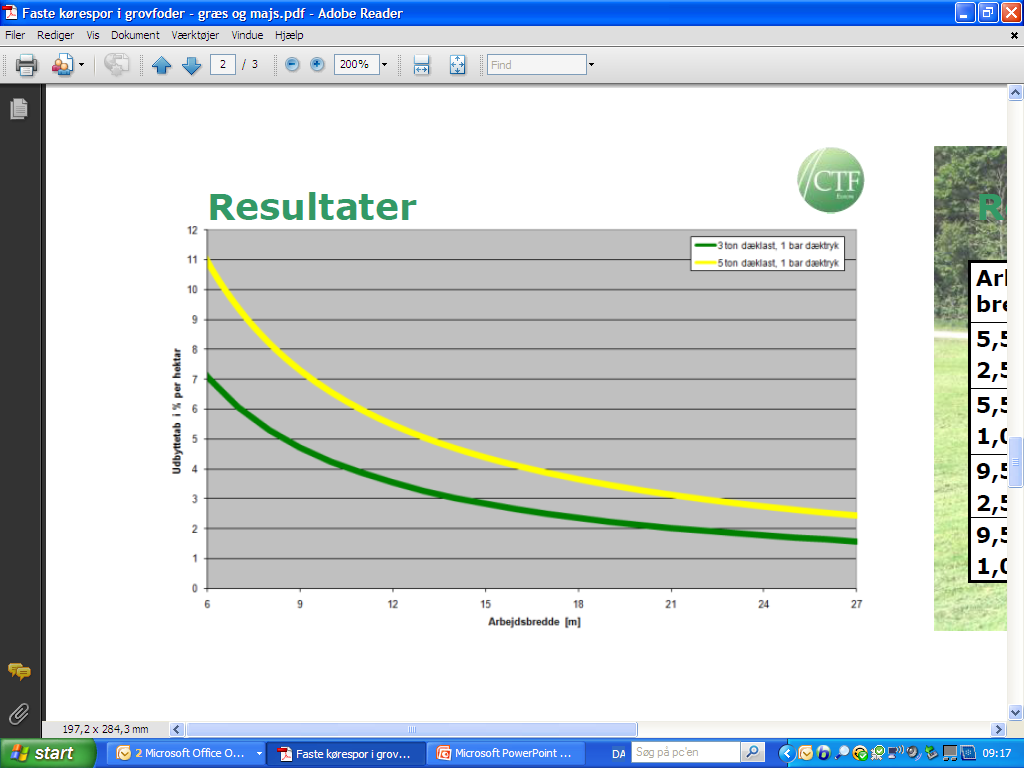 Faste kørespor i grovfoder - græs og majs.pdf - Adobe Reader
Filer Rediger Vis Dokument Værktøjer Vindue Hjælp
2 / 3 200% Find
CTF
Europe
Resultater
R
12
11
10
9
8
7
6
5
4
3
2
1
0
Udbyttetab i % per hektar
3 ton dæklast, 1 bar dæktryk
5 ton dæklast, 1 bar dæktryk
6 9 12 15 18 21 24 27
Arbejdsbredde [m]
Ar
bre
5,5
2,5
5,5
1,0
9,5
2,5
9,5
1,0
197,2 x 284,3 mm
start 2 Microsoft Office O... Faste kørespor i grov... Microsoft PowerPoint ... DA Søg på pc'en 09:17